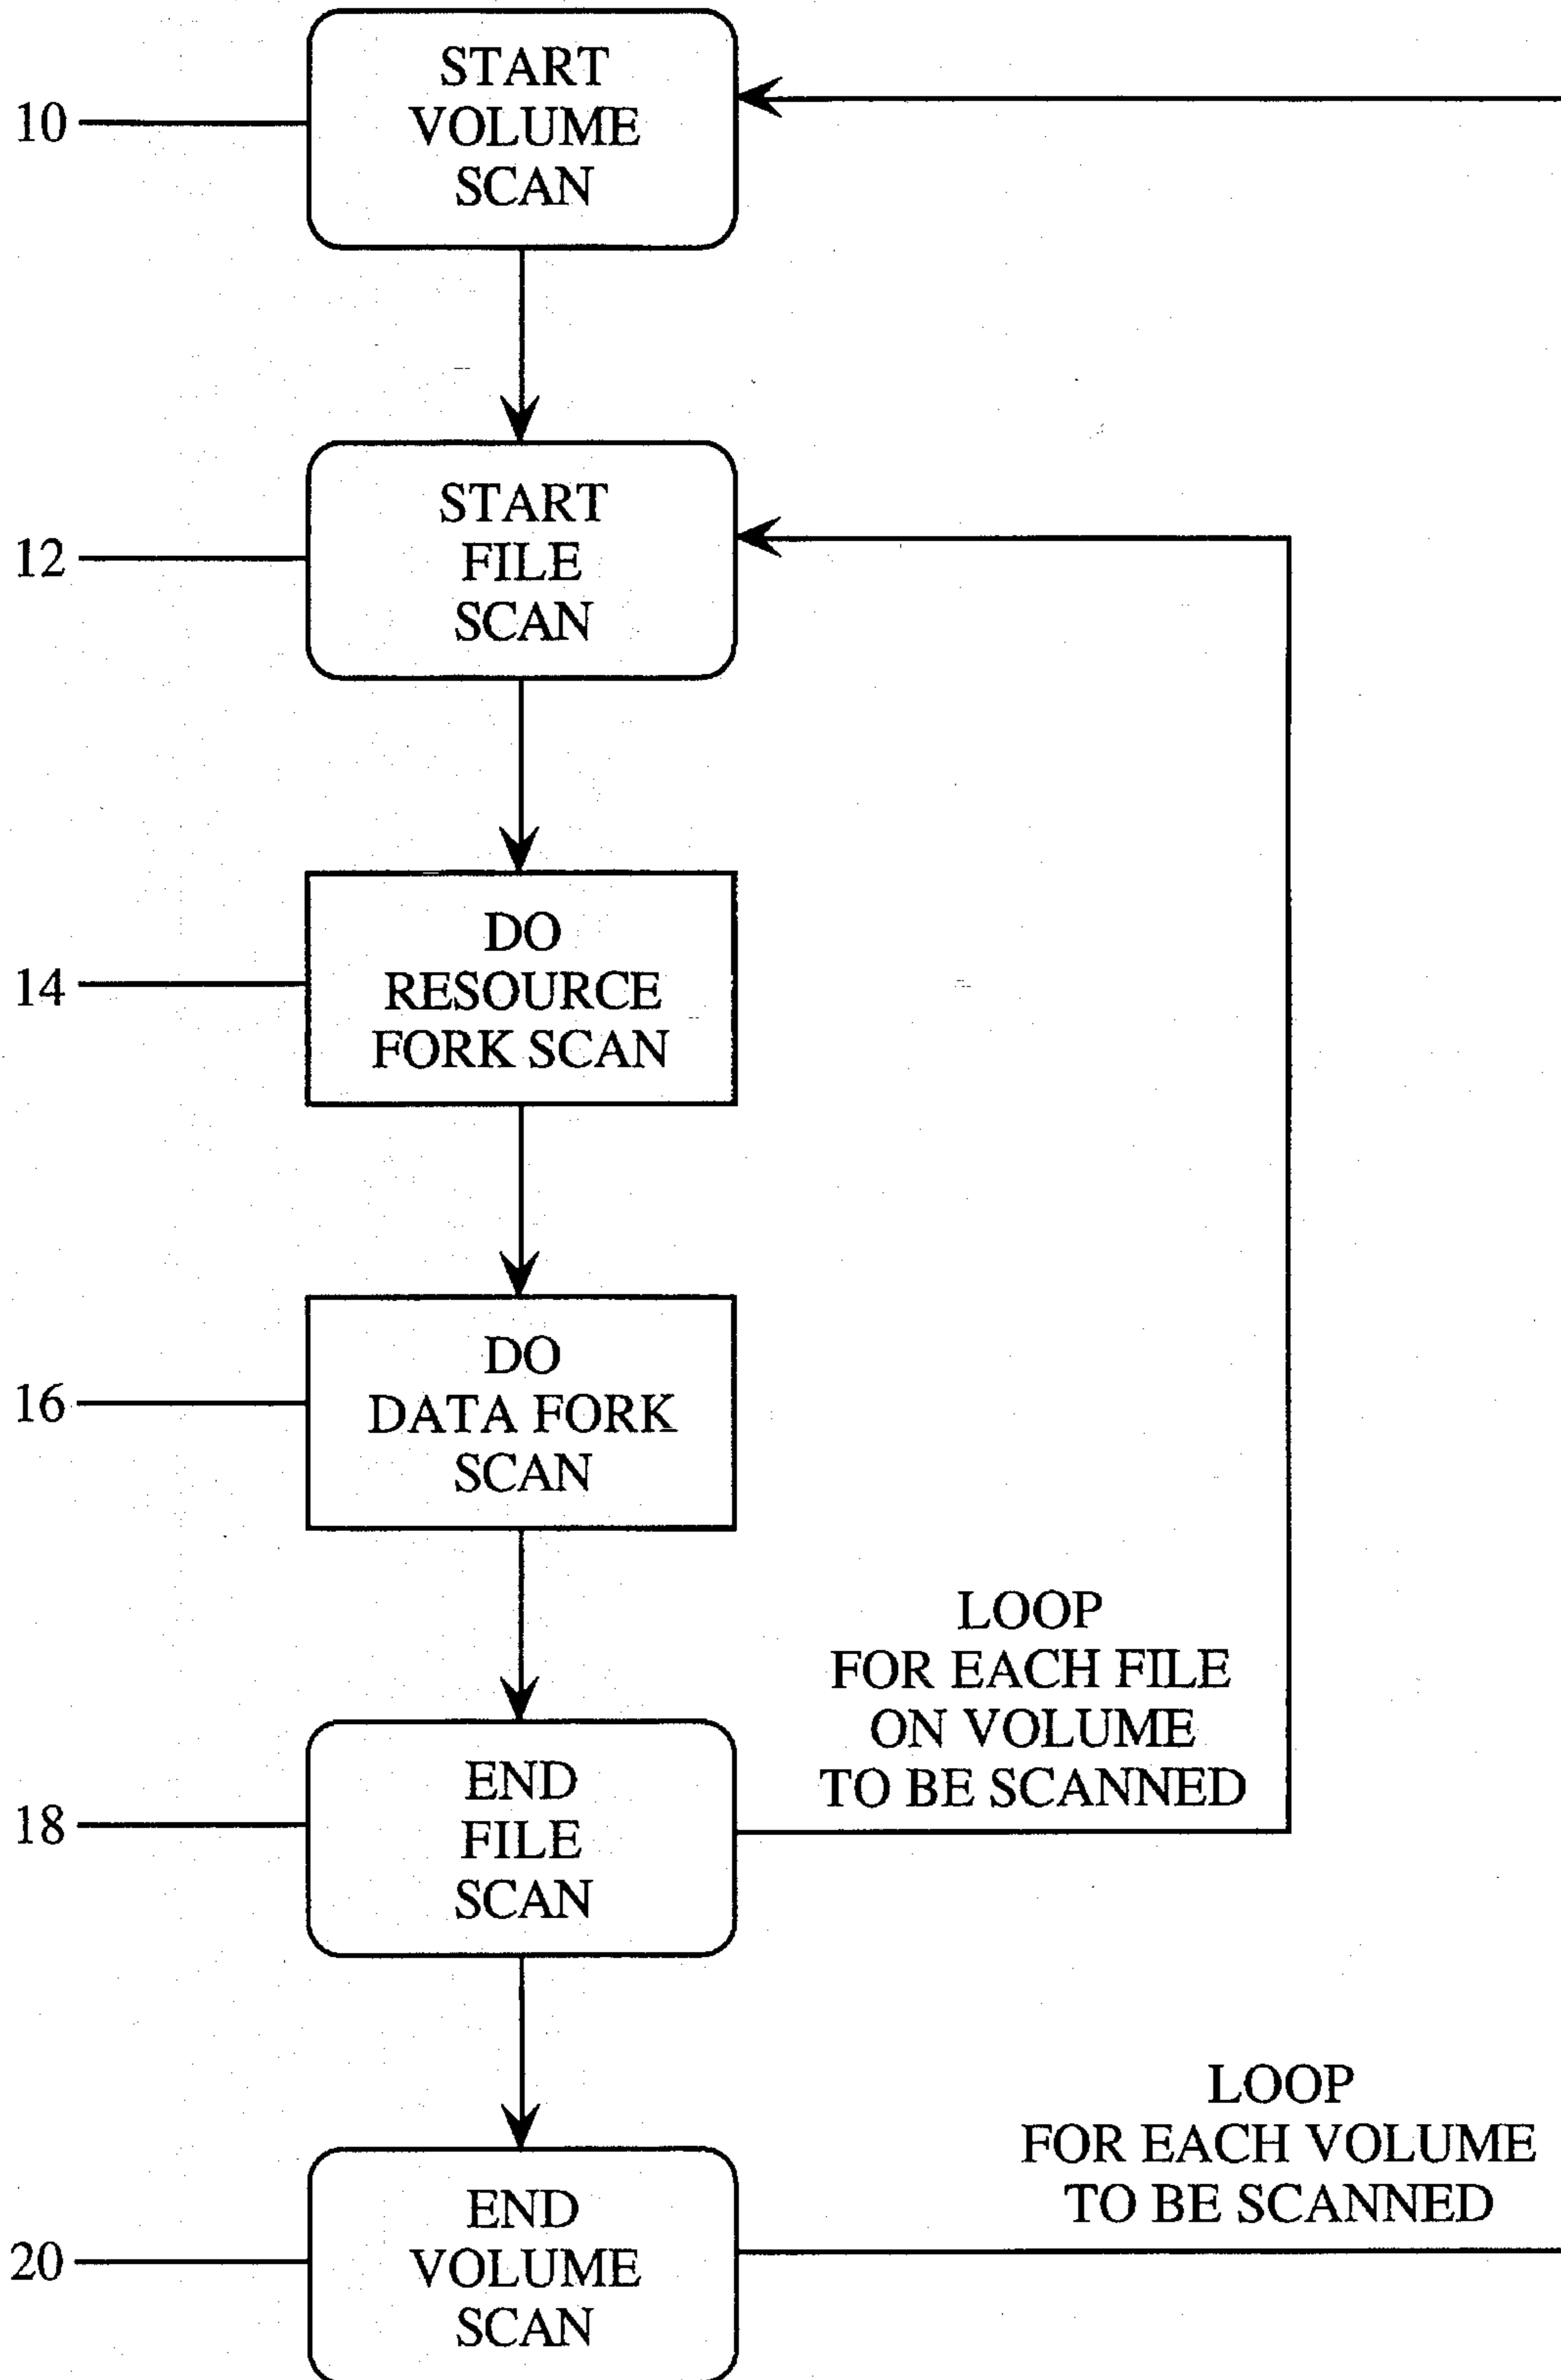 10
START
VOLUME
SCAN
12
START
FILE
SCAN
14
DO
RESOURCE
FORK SCAN
16
DO
DATA FORK
SCAN
LOOP
FOR EACH FILE
ON VOLUME
TO BE SCANNED
18
END
FILE
SCAN
LOOP
FOR EACH VOLUME
TO BE SCANNED
20
END
VOLUME
SCAN